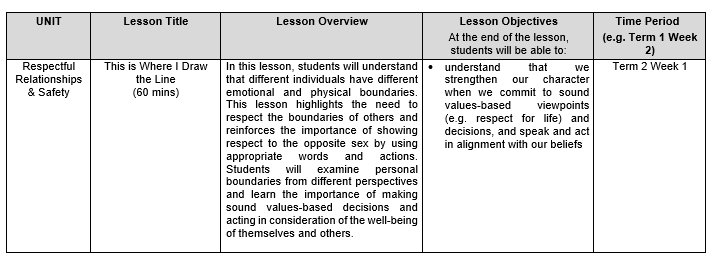 UNIT
Lesson Title
Lesson Overview
Lesson Objectives
At the end of the lesson,
students will be able to:
Time Period
(e.g. Term 1 Week
2)
Respectful
Relationships
& Safety
This is Where I Draw
the Line
(60 mins)
In this lesson, students will understand
that different individuals have different
emotional and physical boundaries.
This lesson highlights the need to
respect the boundaries of others and
reinforces the importance of showing
respect to the opposite sex by using
appropriate words and actions.
Students will examine personal
boundaries from different perspectives
and learn the importance of making
sound values-based decisions and
acting in consideration of the well-being
of themselves and others.
• understand that we
strengthen our character
when we commit to sound
values-based viewpoints
(e.g. respect for life) and
decisions, and speak and act
in alignment with our beliefs
Term 2 Week 1